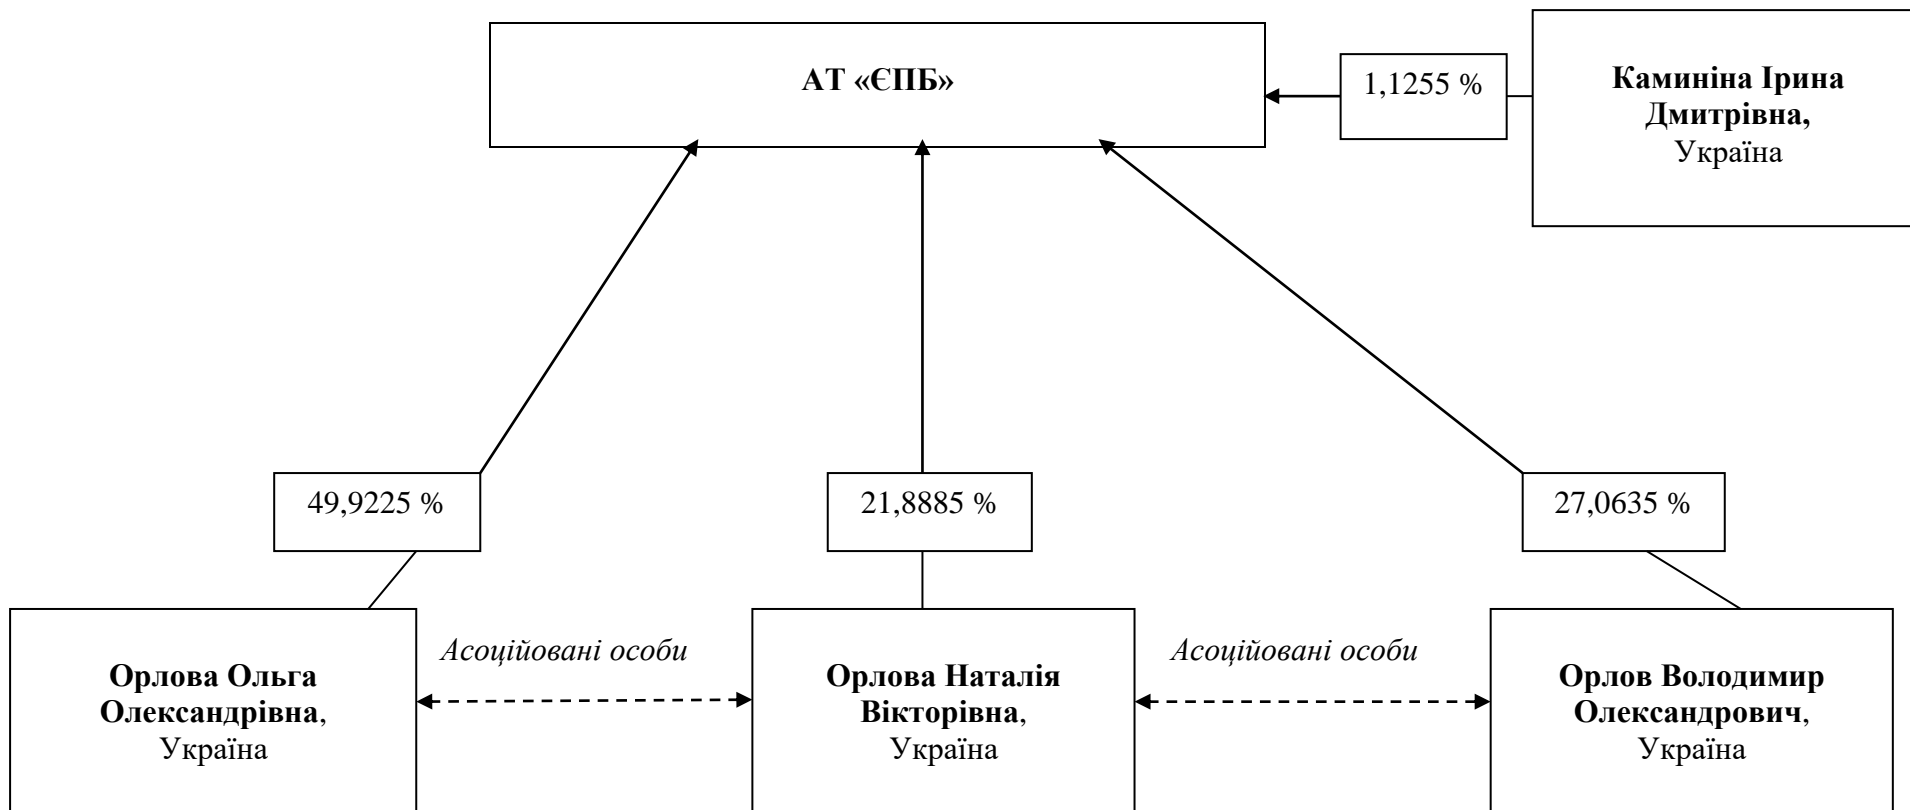 АТ «ЄПБ»
1,1255 %
Каминіна Ірина
Дмитрівна,
Україна
49,9225 %
21,8885 %
27,0635 %
Орлова Ольга
Олександрівна,
Україна
Асоційовані особи
Орлова Наталія
Вікторівна,
Україна
Асоційовані особи
Орлов Володимир
Олександрович,
Україна